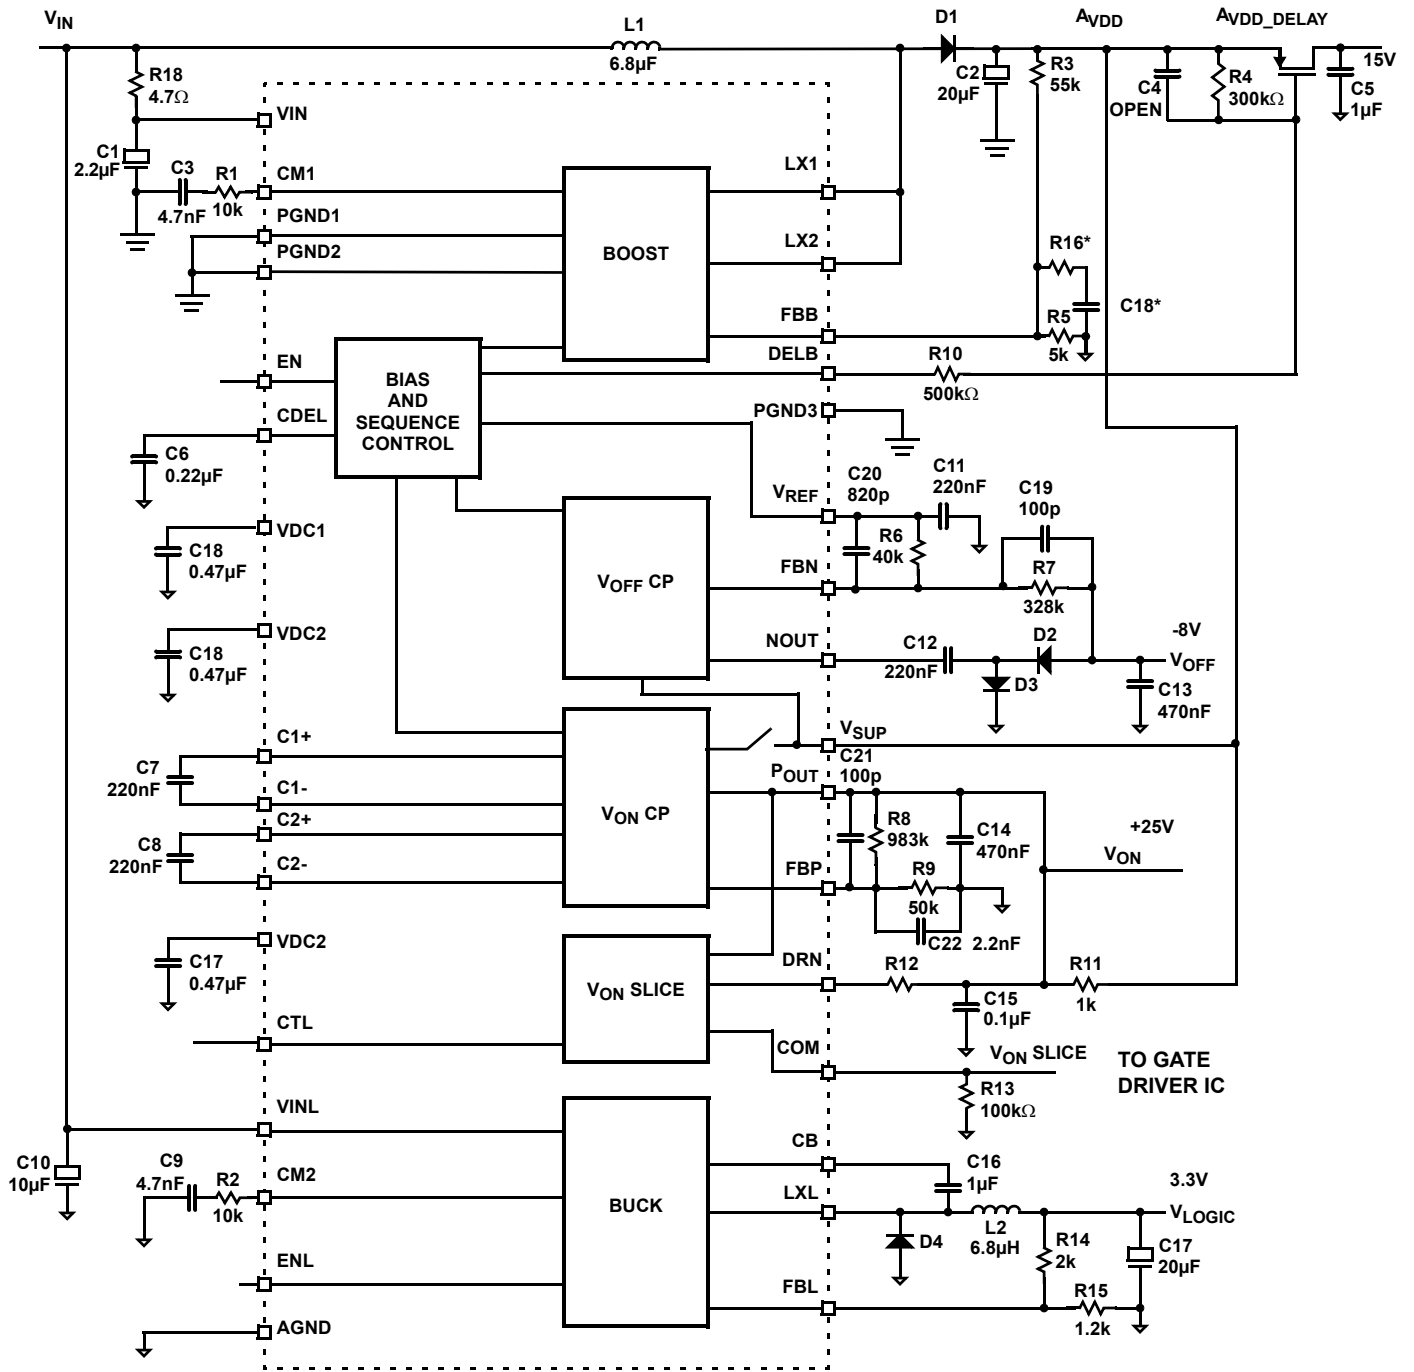 VIN
L1
6.8µF
D1
AVDD
AVDD_DELAY
R18
4.7Ω
VIN
C2
20µF
R3
55k
C4
OPEN
R4
300kΩ
15V
C5
1µF
C1
2.2µF
C3
4.7nF
R1
10k
CM1
PGND1
PGND2
BOOST
LX1
LX2
FBB
R16*
C18*
R5
5k
EN
BIAS
AND
SEQUENCE
CONTROL
DELB
R10
500kΩ
CDEL
PGND3
C6
0.22µF
VREF
C20
820p
C11
220nF
C19
100p
VDC1
C18
0.47µF
VOFF CP
R6
40k
FBN
R7
328k
VDC2
C18
0.47µF
NOUT
C12
220nF
D2
D3
-8V
VOFF
C13
470nF
C1+
C7
220nF
C1-
VSUP
C21
100p
POUT
VON CP
C2+
C8
220nF
C2-
R8
983k
C14
470nF
+25V
VON
FBP
R9
50k
C22 2.2nF
VDC2
C17
0.47µF
VON SLICE
DRN
R12
C15
0.1µF
R11
1k
CTL
COM
VON SLICE
R13
100kΩ
TO GATE
DRIVER IC
VINL
C10
10µF
C9
4.7nF
R2
10k
CM2
BUCK
CB
C16
1µF
LXL
D4
L2
6.8µH
3.3V
VLOGIC
R14
2k
C17
20µF
ENL
FBL
R15
1.2k
AGND